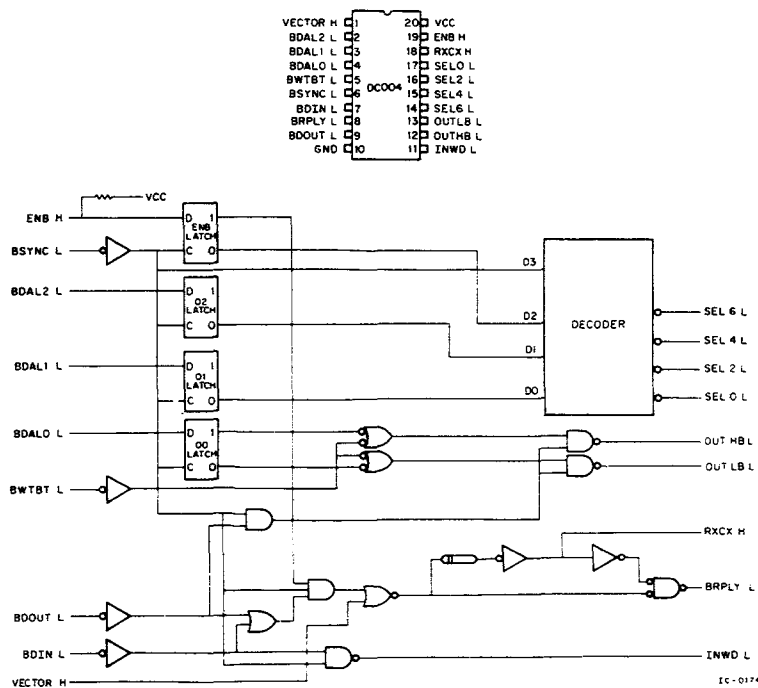 VECTOR H 1 20 VCC
BDAL2 L 2 19 ENB H
BDAL1 L 3 18 RXCX H
BDAL0 L 4 17 SEL0 L
BWTBT L 5 16 SEL2 L
BSYNC L 6 DC004 15 SEL4 L
BDIN L 7 14 SEL6 L
BRPLY L 8 13 OUTLB L
BDOUT L 9 12 OUTHB L
GND 10 11 INWD L
VCC
ENB H
D 1
ENB
LATCH
C 0
BSYNC L
D3
BDAL2 L
D 1
D2
LATCH
C 0
D2
DECODER
D1
SEL 6 L
SEL 4 L
SEL 2 L
SEL 0 L
BDAL1 L
D 1
D1
LATCH
C 0
D0
BDAL0 L
D 1
D0
LATCH
C 0
OUT HB L
OUT LB L
BWTBT L
RXCX H
BRPLY L
BDOUT L
BDIN L
INWD L
VECTOR H